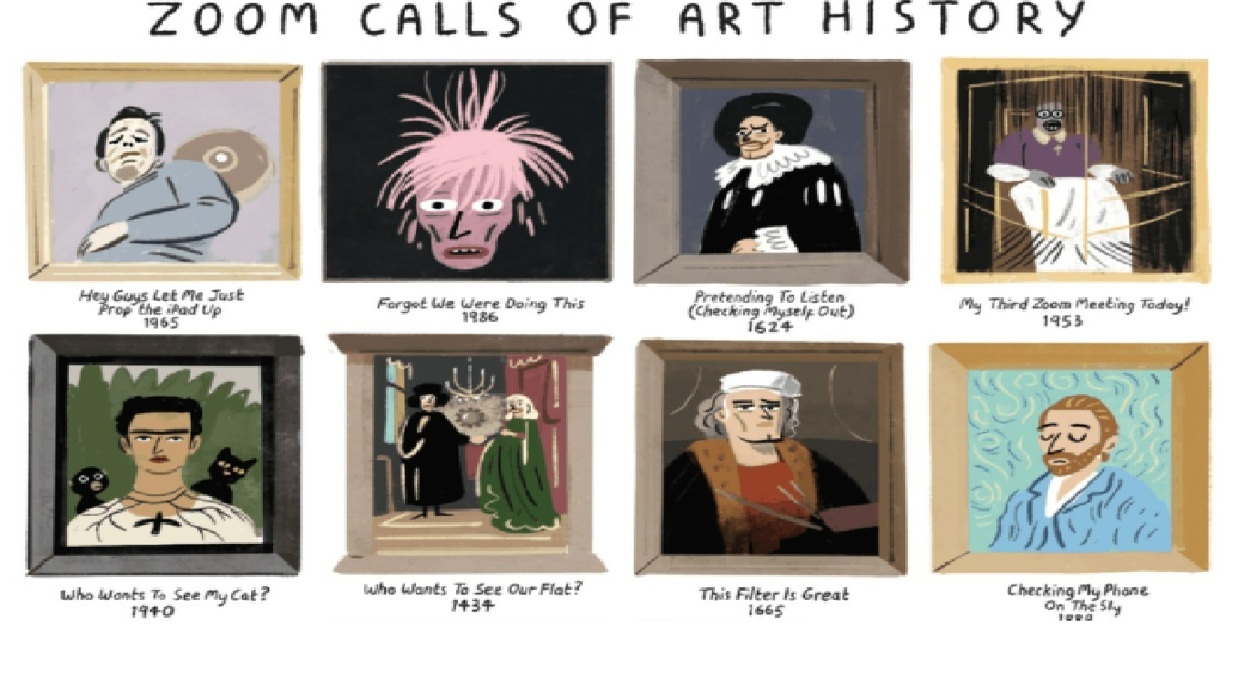 ZOOM CALLS OF ART HISTORY
Hey Guys Let Me Just
Prop the iPad Up
1965
Forgot We Were Doing This
1986
Pretending To Listen
(Checking Myself Out)
1624
My Third Zoom Meeting Today!
1953
Who Wants To See My Cat?
1940
Who Wants To See Our Flat?
1434
This Filter Is Great
1665
Checking My Phone
On The Sly